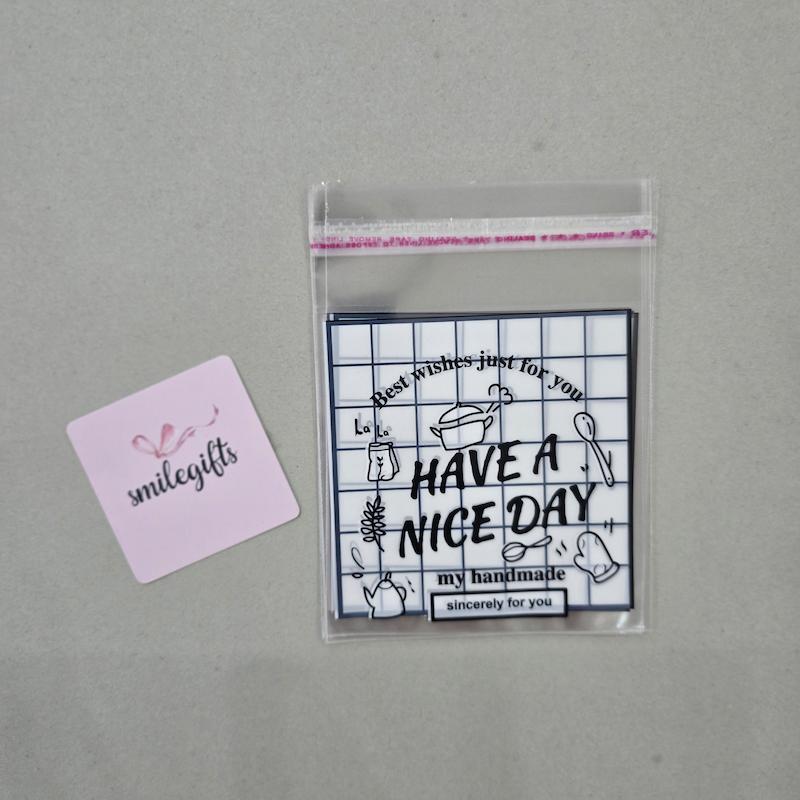 smilegifts
Best wishes just for you
La La
HAVE A
NICE DAY
my handmade
sincerely for you